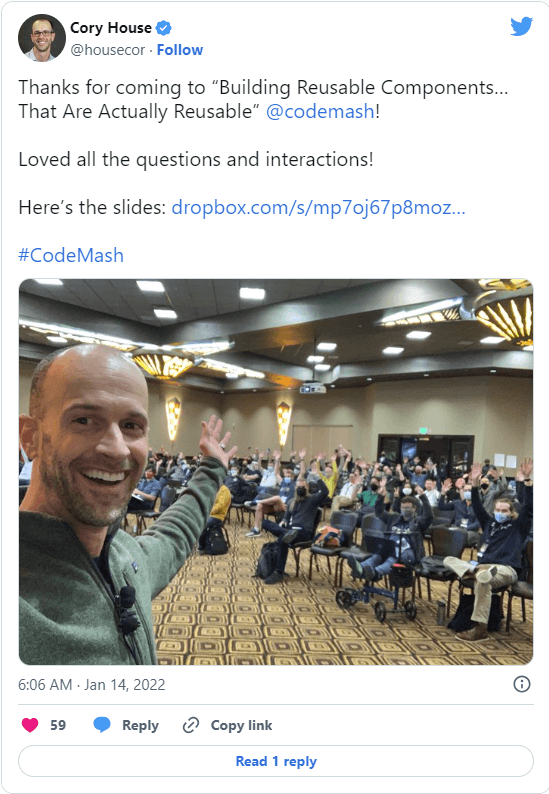 Cory House
@housecor · Follow
Thanks for coming to “Building Reusable Components…
That Are Actually Reusable” @codemash!
Loved all the questions and interactions!
Here’s the slides: dropbox.com/s/mp7oj67p8moz…
#CodeMash
6:06 AM · Jan 14, 2022
59 Reply Copy link
Read 1 reply